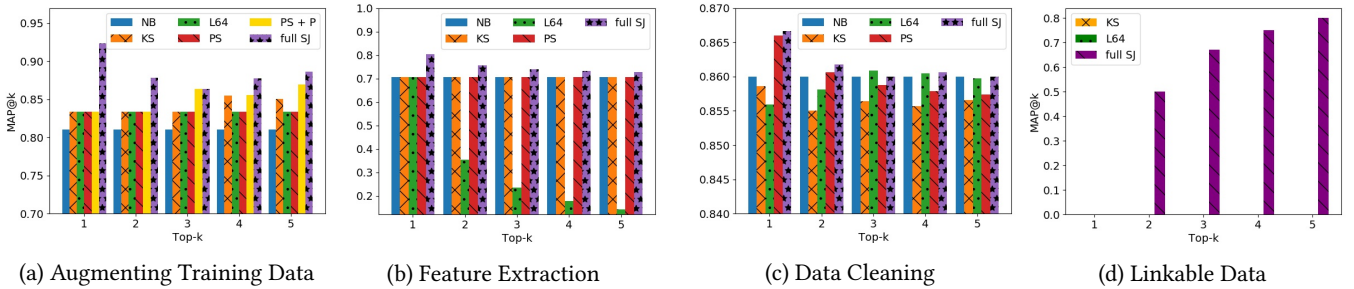 0.95
0.90
0.85
0.80
0.75
0.70
MAP@k
NB L64 PS + P
KS PS full SJ
1 2 3 4 5
Top-k
(a) Augmenting Training Data
1.0
0.9
0.8
0.7
0.6
0.5
0.4
0.3
0.2
NB L64 full SJ
KS PS
1 2 3 4 5
Top-k
(b) Feature Extraction
0.870
0.865
0.860
0.855
0.850
0.845
0.840
NB L64 full SJ
KS PS
1 2 3 4 5
Top-k
(c) Data Cleaning
0.8
0.7
0.6
0.5
0.4
0.3
0.2
0.1
0.0
MAP@k
KS
L64
full SJ
1 2 3 4 5
Top-k
(d) Linkable Data